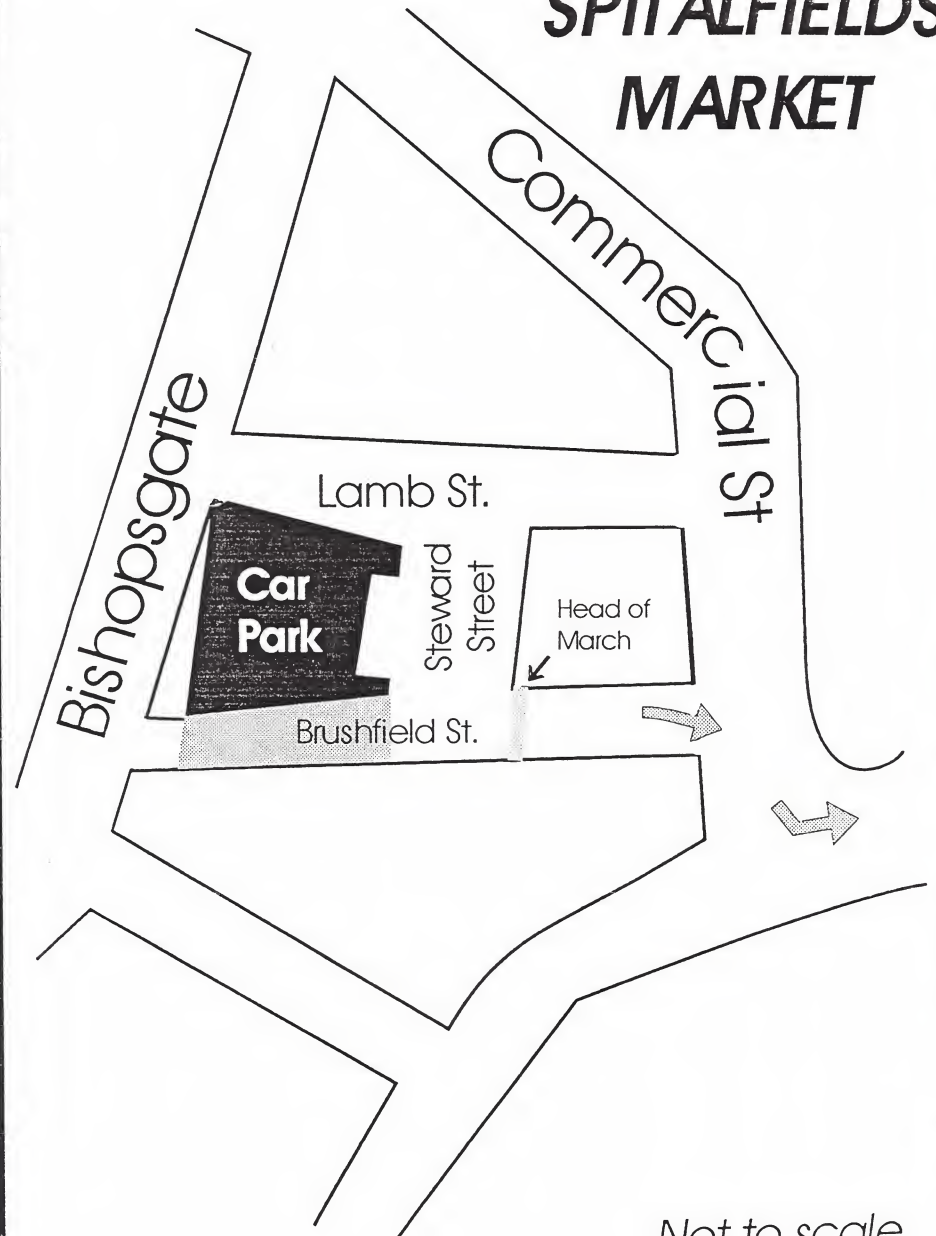 SPITALFIELDS
MARKET
Commercial St
Bishopsgate
Lamb St.
Car
Park
Steward
Street
Head of
March
Brushfield St.
Not to scale